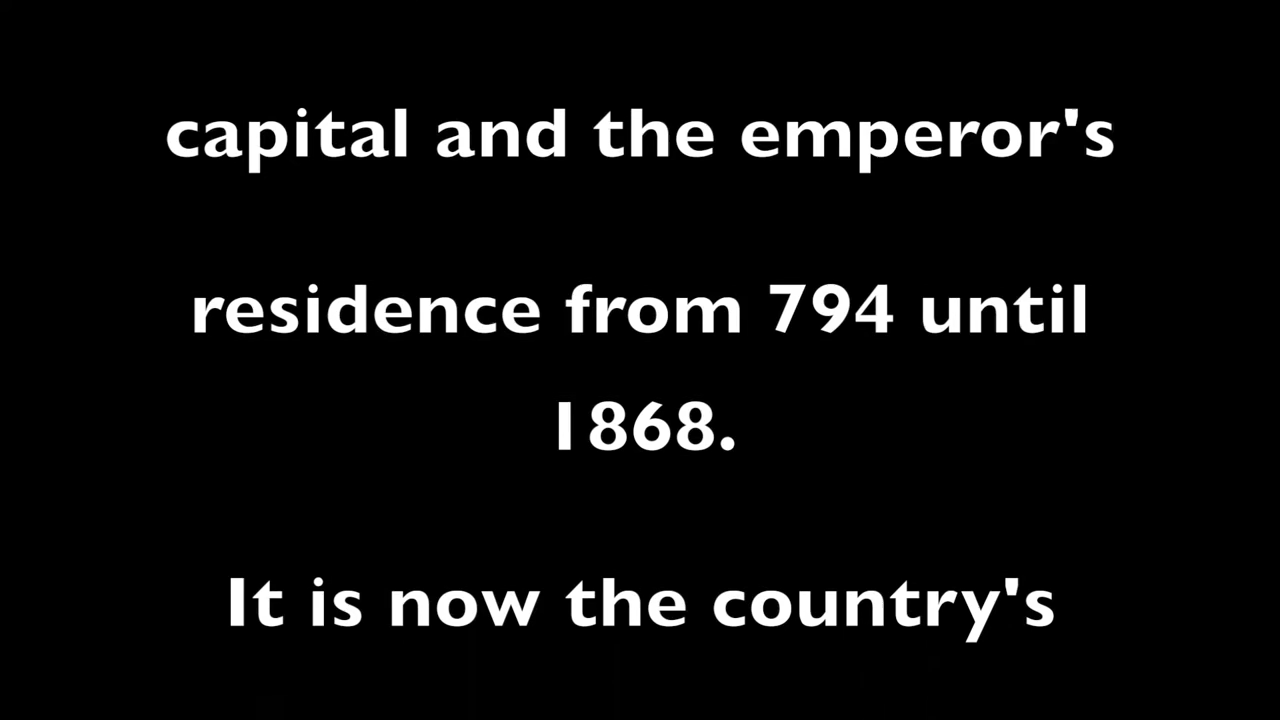 capital and the emperor's
residence from 794 until
1868.
It is now the country's